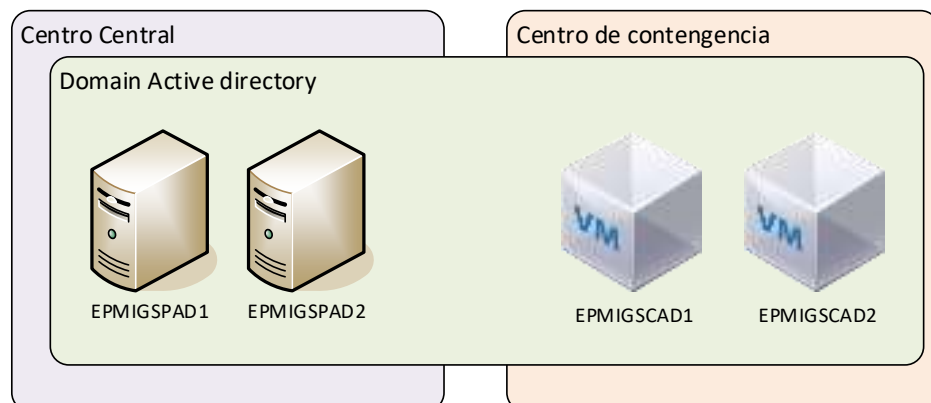 Centro Central
Centro de contengencia
Domain Active directory
VM
VM
EPMIGSPAD1
EPMIGSPAD2
EPMIGSCAD1
EPMIGSCAD2